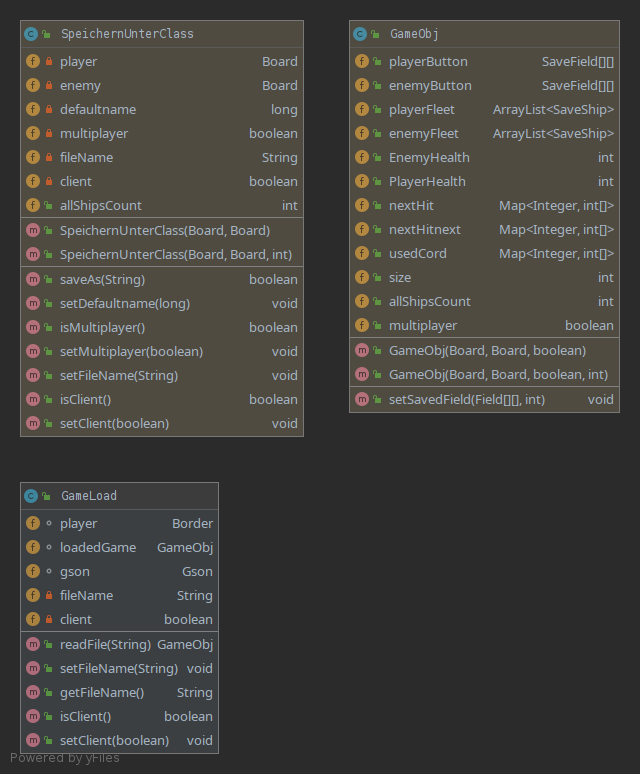 SpeichernUnterClass
player Board
enemy Board
defaultname long
multiplayer boolean
fileName String
client boolean
allShipsCount int
SpeichernUnterClass(Board, Board)
SpeichernUnterClass(Board, Board, int)
saveAs(String) boolean
setDefaultname(long) void
isMultiplayer() boolean
setMultiplayer(boolean) void
setFileName(String) void
isClient() boolean
setClient(boolean) void
GameObj
playerButton SaveField[][]
enemyButton SaveField[][]
playerFleet ArrayList<SaveShip>
enemyFleet ArrayList<SaveShip>
EnemyHealth int
PlayerHealth int
nextHit Map<Integer, int[]>
nextHitnext Map<Integer, int[]>
usedCord Map<Integer, int[]>
size int
allShipsCount int
multiplayer boolean
GameObj(Board, Board, boolean)
GameObj(Board, Board, boolean, int)
setSavedField(Field[][], int) void
GameLoad
player Border
loadedGame GameObj
gson Gson
fileName String
client boolean
readFile(String) GameObj
setFileName(String) void
getFileName() String
isClient() boolean
setClient(boolean) void
Powered by yFiles